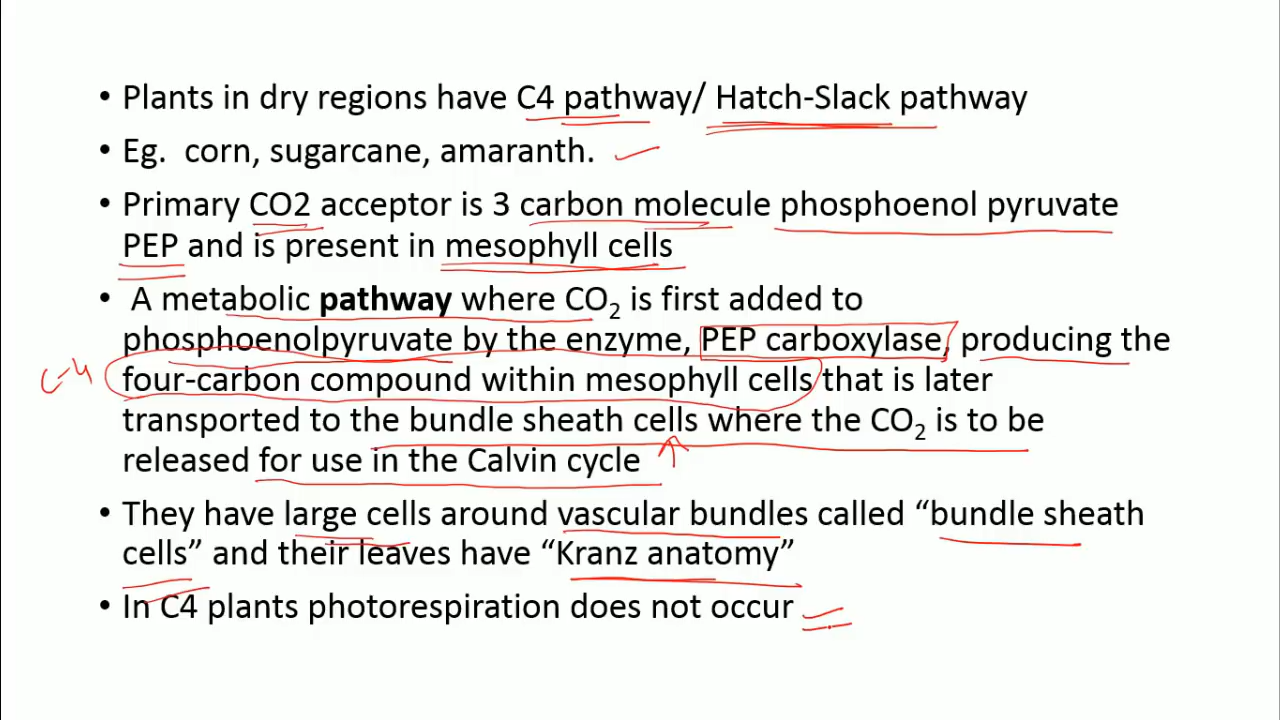 • Plants in dry regions have C4 pathway/ Hatch-Slack pathway
• Eg.  corn, sugarcane, amaranth.
• Primary CO2 acceptor is 3 carbon molecule phosphoenol pyruvate
PEP and is present in mesophyll cells
•  A metabolic pathway where CO₂ is first added to
phosphoenolpyruvate by the enzyme, PEP carboxylase, producing the
C-4 four-carbon compound within mesophyll cells that is later
transported to the bundle sheath cells where the CO₂ is to be
released for use in the Calvin cycle
• They have large cells around vascular bundles called “bundle sheath
cells” and their leaves have “Kranz anatomy”
• In C4 plants photorespiration does not occur